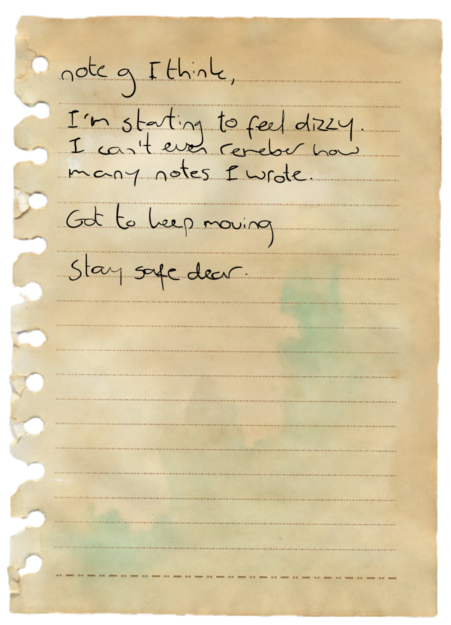 note 9 I think,
I'm starting to feel dizzy.
I can't even remeber how
many notes I wrote.
Got to keep moving
Stay safe dear.